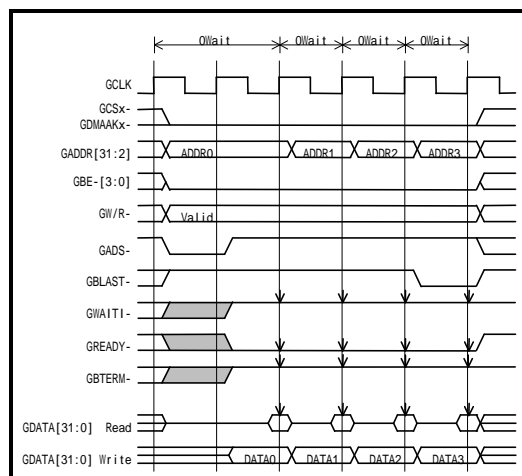 0Wait 0Wait 0Wait 0Wait
GCLK
GCSx-
GDMAAKx-
GADDR[31:2] ADDR0 ADDR1 ADDR2 ADDR3
GBE-[3:0]
GW/R- Valid
GADS-
GBLAST-
GWAITI-
GREADY-
GBTERM-
GDATA[31:0] Read
GDATA[31:0] Write DATA0 DATA1 DATA2 DATA3